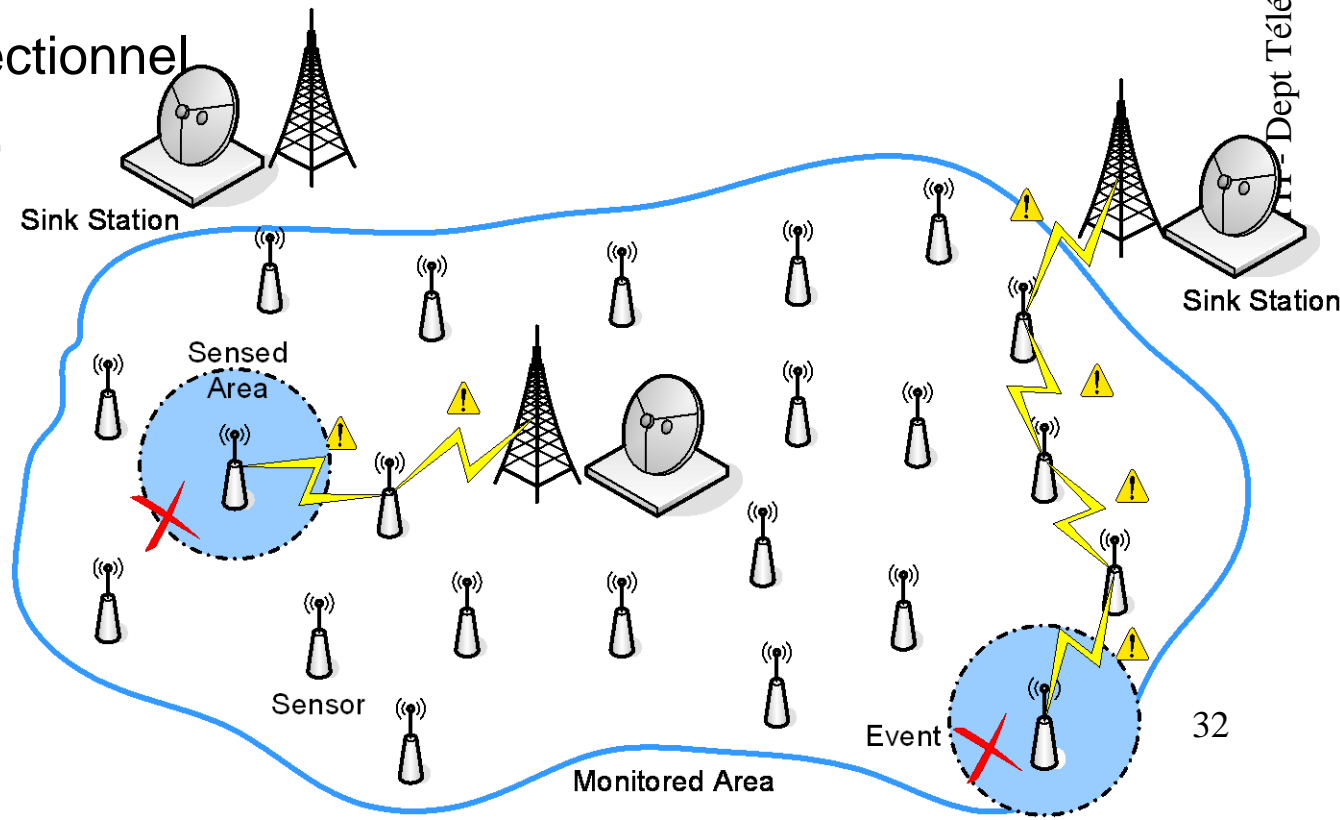 ectionnel
Sink Station
Dept Télé
Sink Station
Sensed
Area
Sensor
Event
32
Monitored Area